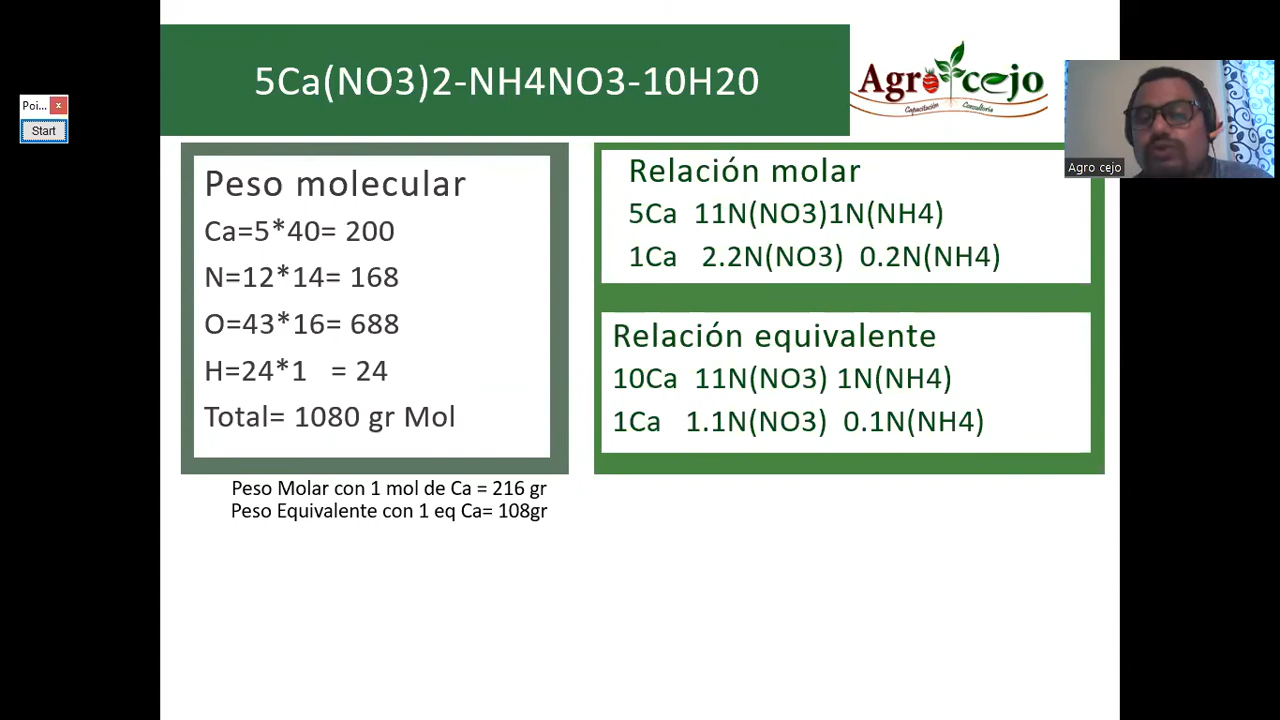 5Ca(NO3)2-NH4NO3-10H20
Agrocejo
Capacitación Consultoría
Poi... x
Start
Agro cejo
Peso molecular
Ca=5*40= 200
N=12*14= 168
O=43*16= 688
H=24*1 = 24
Total= 1080 gr Mol
Relación molar
5Ca 11N(NO3)1N(NH4)
1Ca 2.2N(NO3) 0.2N(NH4)
Relación equivalente
10Ca 11N(NO3) 1N(NH4)
1Ca 1.1N(NO3) 0.1N(NH4)
Peso Molar con 1 mol de Ca = 216 gr
Peso Equivalente con 1 eq Ca= 108gr